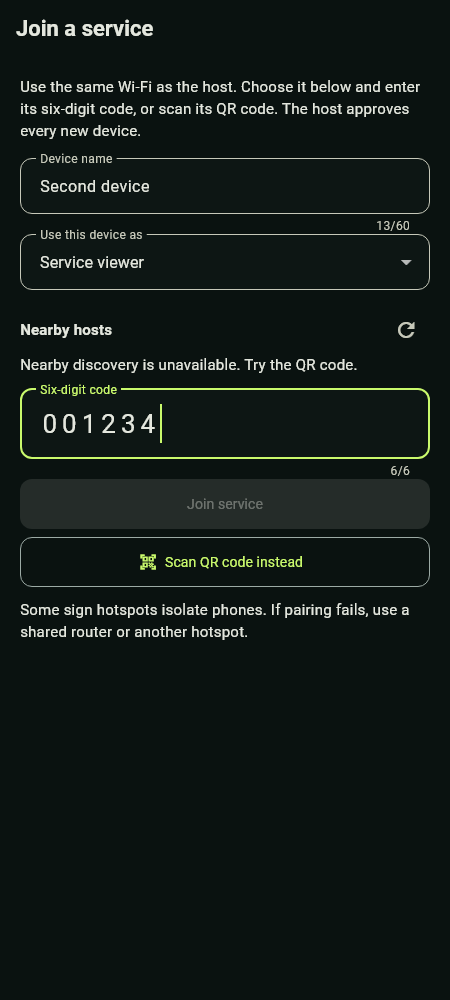 Join a service
Use the same Wi-Fi as the host. Choose it below and enter
its six-digit code, or scan its QR code. The host approves
every new device.
Device name
Second device
13/60
Use this device as
Service viewer
Nearby hosts
Nearby discovery is unavailable. Try the QR code.
Six-digit code
001234
6/6
Join service
Scan QR code instead
Some sign hotspots isolate phones. If pairing fails, use a
shared router or another hotspot.